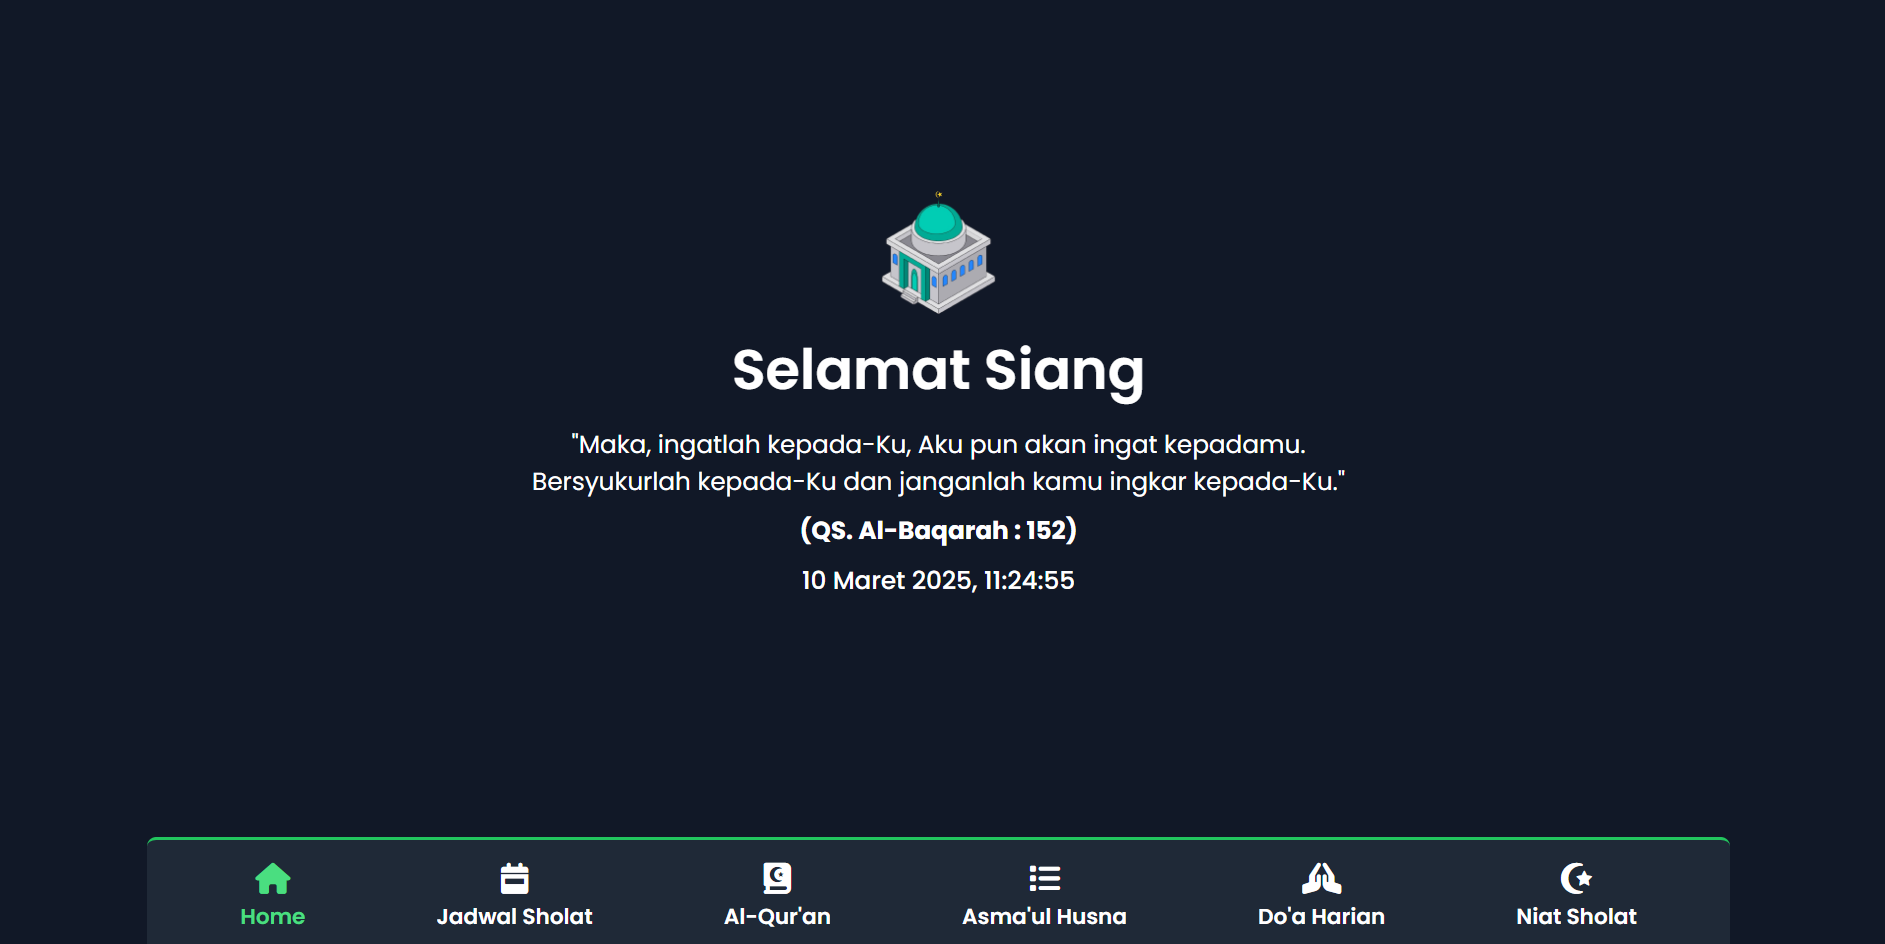 Selamat Siang
"Maka, ingatlah kepada-Ku, Aku pun akan ingat kepadamu.
Bersyukurlah kepada-Ku dan janganlah kamu ingkar kepada-Ku."
(QS. Al-Baqarah : 152)
10 Maret 2025, 11:24:55
Home
Jadwal Sholat
Al-Qur'an
Asma'ul Husna
Do'a Harian
Niat Sholat